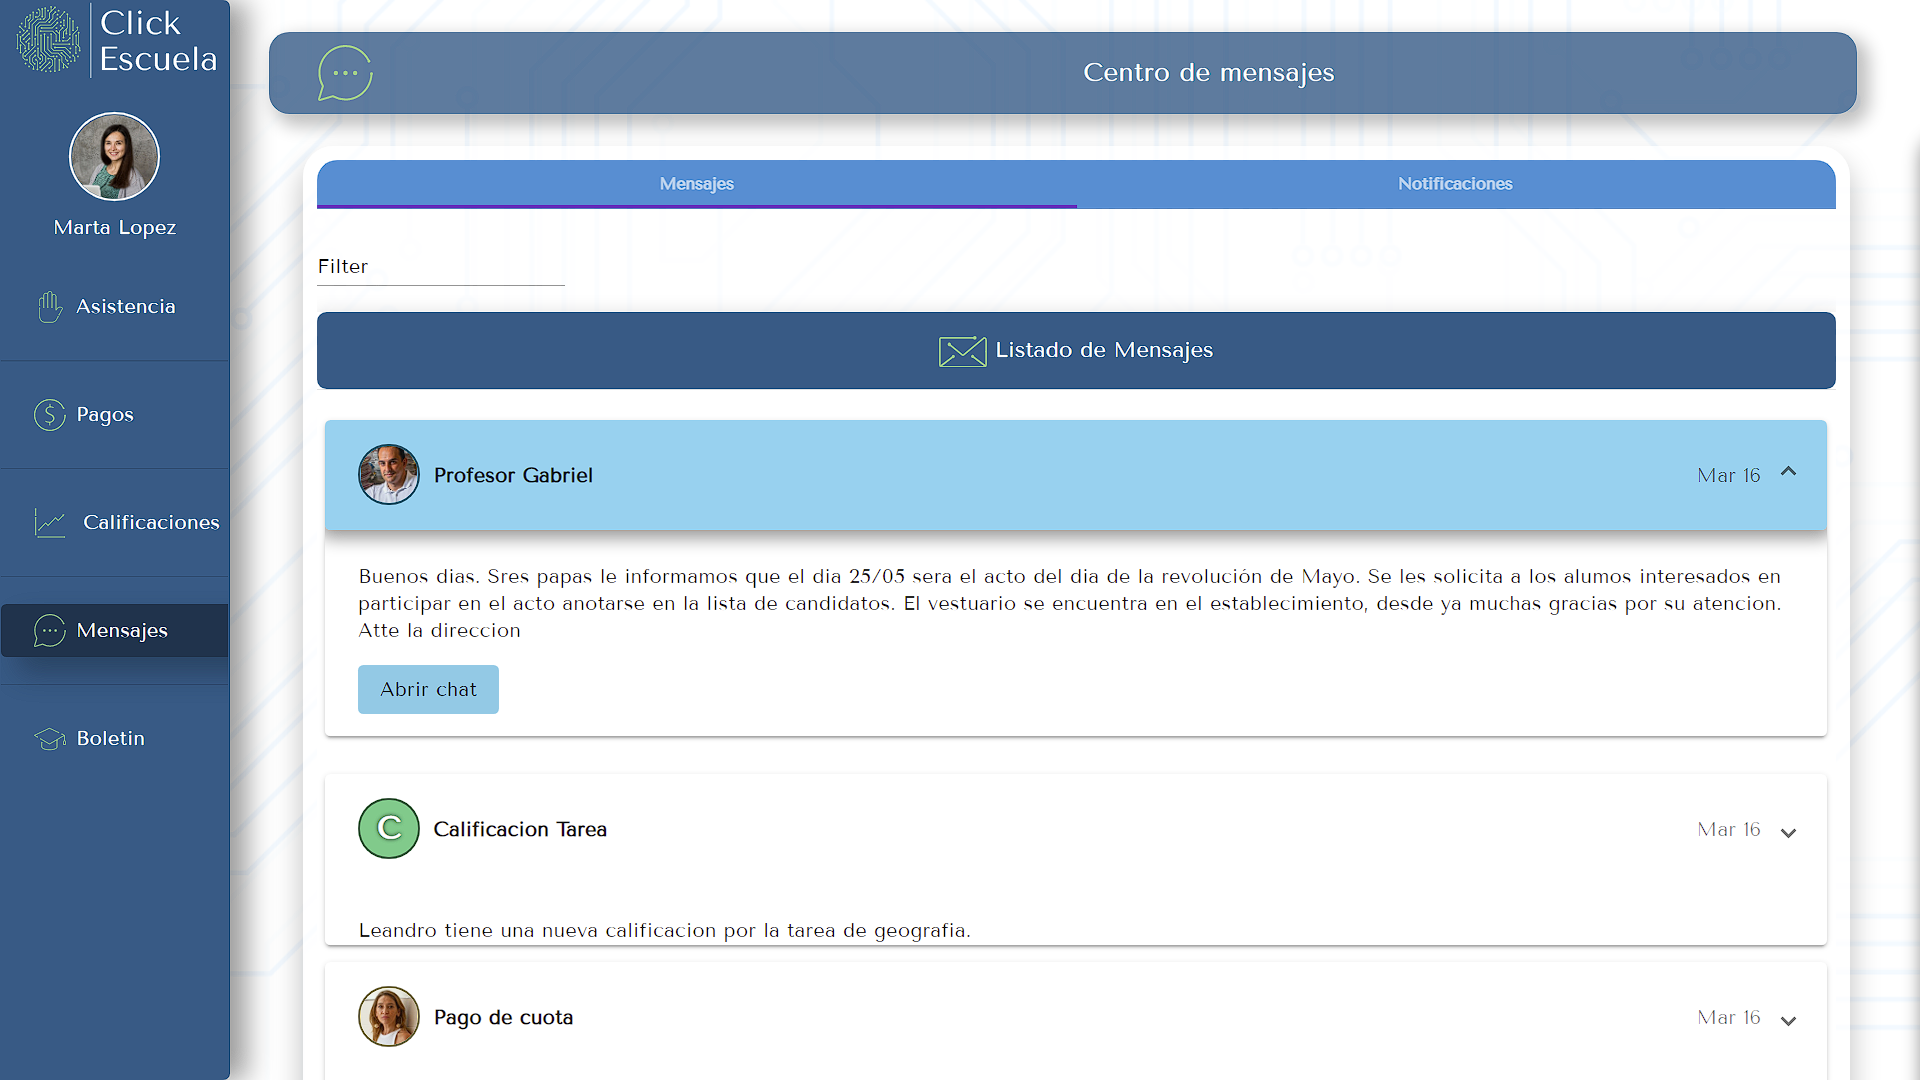 Click
Escuela
Marta Lopez
Asistencia
Pagos
Calificaciones
Mensajes
Boletin
Centro de mensajes
Mensajes
Notificaciones
Filter
Listado de Mensajes
Profesor Gabriel
Mar 16
Buenos dias. Sres papas le informamos que el dia 25/05 sera el acto del dia de la revolución de Mayo. Se les solicita a los alumos interesados en
participar en el acto anotarse en la lista de candidatos. El vestuario se encuentra en el establecimiento, desde ya muchas gracias por su atencion.
Atte la direccion
Abrir chat
C
Calificacion Tarea
Mar 16
Leandro tiene una nueva calificacion por la tarea de geografia.
Pago de cuota
Mar 16